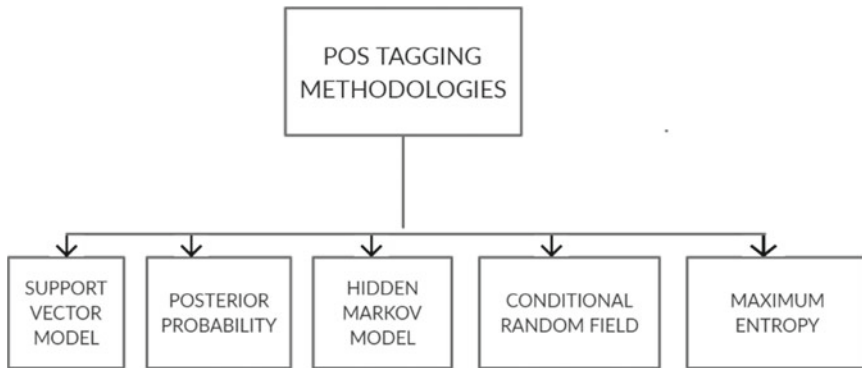 POS TAGGING
METHODOLOGIES
SUPPORT
VECTOR
MODEL
POSTERIOR
PROBABILITY
HIDDEN
MARKOV
MODEL
CONDITIONAL
RANDOM FIELD
MAXIMUM
ENTROPY